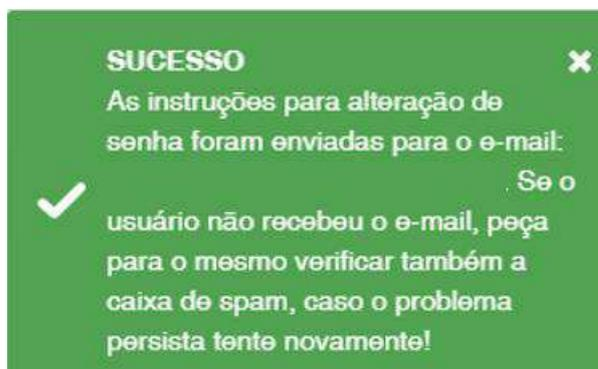 SUCESSO
As instruções para alteração de
senha foram enviadas para o e-mail:
. Se o
usuário não recebeu o e-mail, peça
para o mesmo verificar também a
caixa de spam, caso o problema
persista tente novamente!